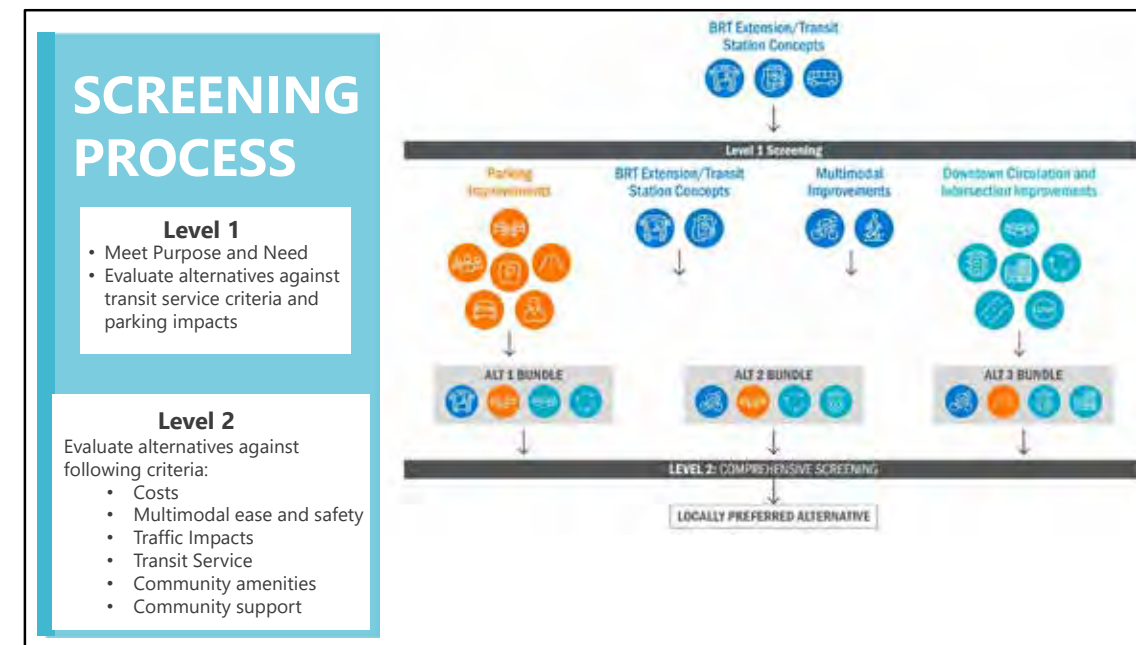 SCREENING
PROCESS
Level 1
• Meet Purpose and Need
• Evaluate alternatives against
transit service criteria and
parking impacts
Level 2
Evaluate alternatives against
following criteria:
• Costs
• Multimodal ease and safety
• Traffic Impacts
• Transit Service
• Community amenities
• Community support
BRT Extension/Transit
Station Concepts
Level 1 Screening
Parking
Improvements
BRT Extension/Transit
Station Concepts
Multimodal
Improvements
Downtown Circulation and
Intersection Improvements
ALT 1 BUNDLE
ALT 2 BUNDLE
ALT 3 BUNDLE
LEVEL 2: COMPREHENSIVE SCREENING
LOCALLY PREFERRED ALTERNATIVE